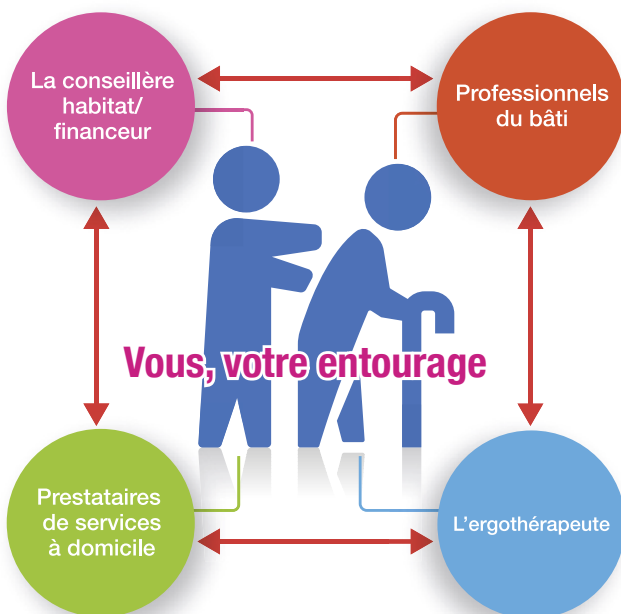 La conseillère
habitat/
financeur
Professionnels
du bâti
Vous, votre entourage
Prestataires
de services
à domicile
L'ergothérapeute